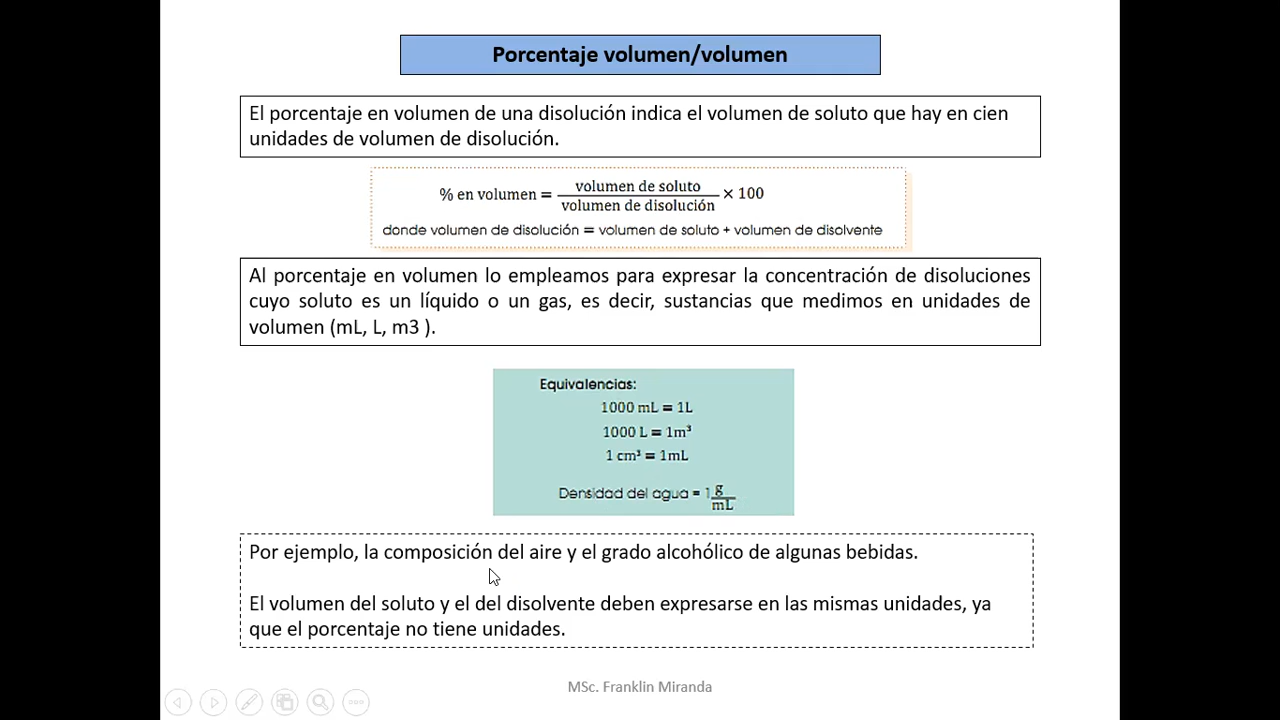 Porcentaje volumen/volumen
El porcentaje en volumen de una disolución indica el volumen de soluto que hay en cien
unidades de volumen de disolución.
% en volumen = volumen de soluto / volumen de disolución × 100
donde volumen de disolución = volumen de soluto + volumen de disolvente
Al porcentaje en volumen lo empleamos para expresar la concentración de disoluciones
cuyo soluto es un líquido o un gas, es decir, sustancias que medimos en unidades de
volumen (mL, L, m3 ).
Equivalencias:
1000 mL = 1L
1000 L = 1m³
1 cm³ = 1mL
Densidad del agua = 1 g/mL
Por ejemplo, la composición del aire y el grado alcohólico de algunas bebidas.
El volumen del soluto y el del disolvente deben expresarse en las mismas unidades, ya
que el porcentaje no tiene unidades.
MSc. Franklin Miranda